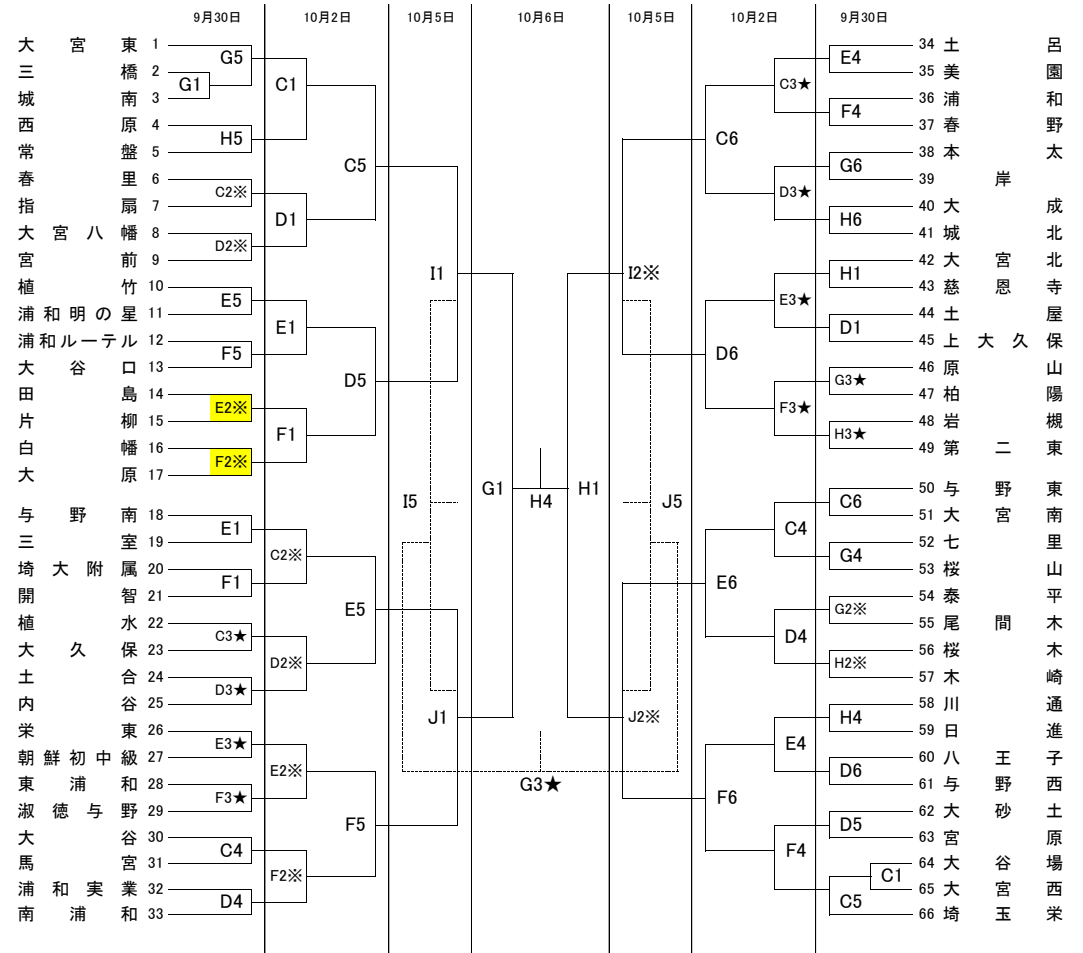 9月30日 10月2日 10月5日 10月6日 10月5日 10月2日 9月30日
大宮東 1 34 土呂
G5 E4
三橋 2 35 美園
G1 C1 C3★
城南 3 36 浦和
F4
西原 4 37 春野
H5 C6
常盤 5 38 本太
C5 G6
春里 6 39 岸
C2※ D3★
指扇 7 40 大成
D1 H6
大宮八幡 8 41 城北
D2※
宮前 9 42 大宮北
I1 I2※ H1
植竹 10 43 慈恩寺
E5 E3★
浦和明の星 11 44 土屋
E1 D1
浦和ルーテル 12 45 上大久保
F5 D6
大谷口 13 46 原山
D5 G3★
田島 14 47 柏陽
E2※ F3★
片柳 15 48 岩槻
F1 H3★
白幡 16 49 第二東
F2※
大原 17
G1 H1 50 与野東
I5 H4 J5 C6
与野南 18 51 大宮南
E1 C4
三室 19 52 七里
C2※ G4
埼大附属 20 53 桜山
F1 E6
開智 21 54 泰平
E5 G2※
植水 22 55 尾間木
C3★ D4
大久保 23 56 桜木
D2※ H2※
土合 24 57 木崎
D3★
内谷 25 58 川通
J1 J2※ H4
栄東 26 59 日進
E3★ E4
朝鮮初中級 27 60 八王子
E2※ D6
東浦和 28 G3★ 61 与野西
F3★ F6
淑徳与野 29 62 大砂土
F5 D5
大谷 30 63 宮原
C4 F4
馬宮 31 64 大谷場
F2※ C1
浦和実業 32 65 大宮西
D4 C5
南浦和 33 66 埼玉栄